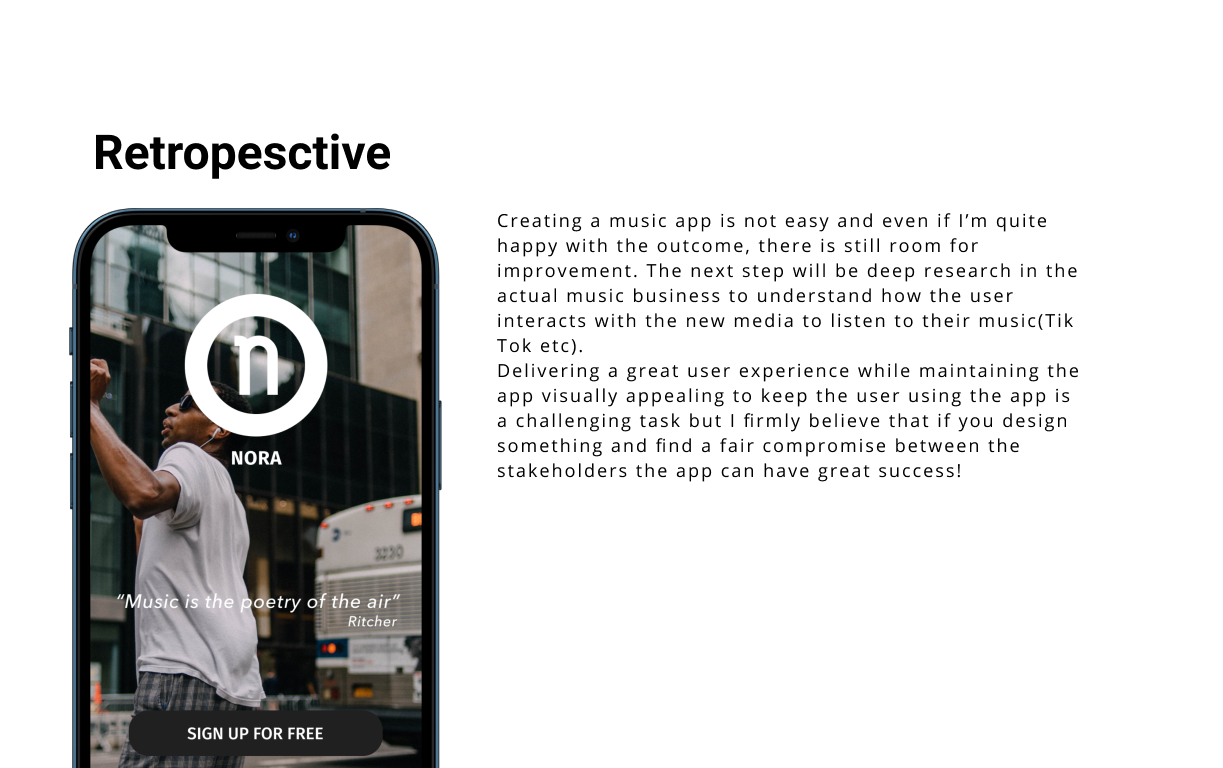 Retropesctive
Creating a music app is not easy and even if I’m quite
happy with the outcome, there is still room for
improvement. The next step will be deep research in the
actual music business to understand how the user
interacts with the new media to listen to their music(Tik
Tok etc).
Delivering a great user experience while maintaining the
app visually appealing to keep the user using the app is
a challenging task but I firmly believe that if you design
something and find a fair compromise between the
stakeholders the app can have great success!
n
NORA
3230
“Music is the poetry of the air”
Ritcher
SIGN UP FOR FREE